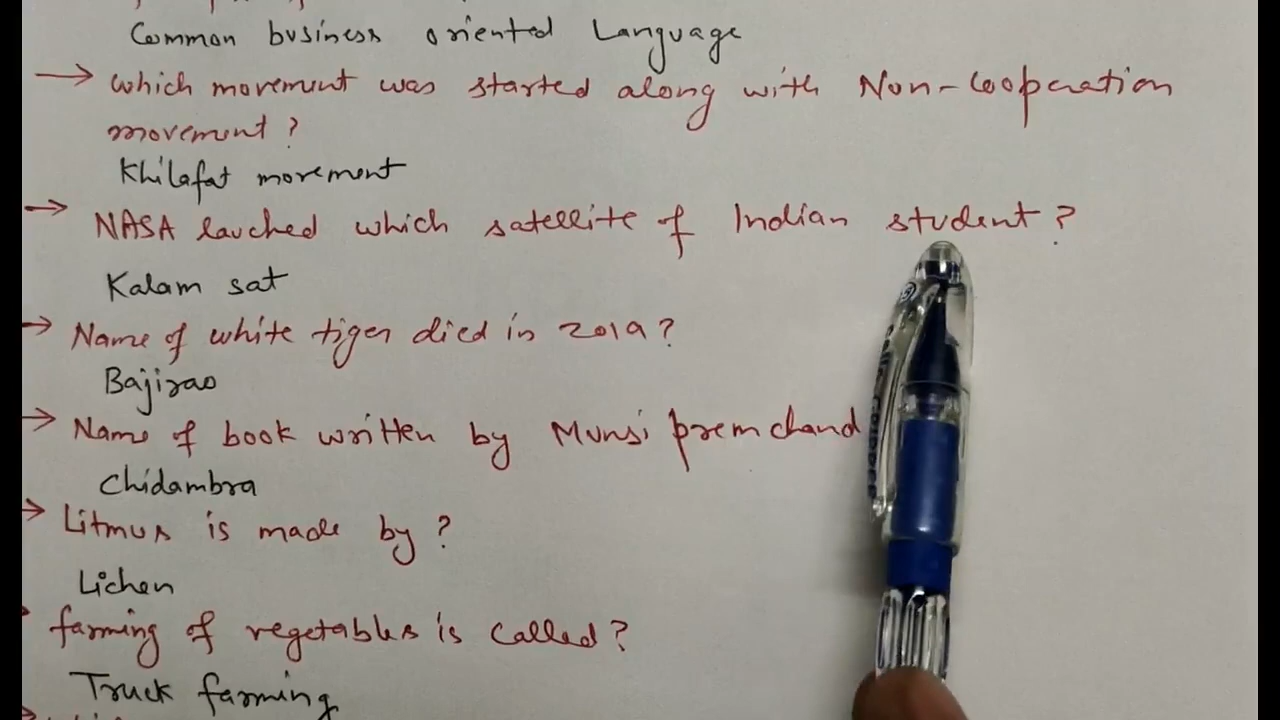 Common business oriented Language
→ which movement was started along with Non-Cooperation
movement?
Khilafat movement
→ NASA lauched which satellite of Indian student?
Kalam sat
→ Name of white tiger died in 2019?
Bajirao
→ Name of book written by Munsi premchand
Chidambra
→ Litmus is made by?
Lichen
farming of vegetables is called?
Truck farming